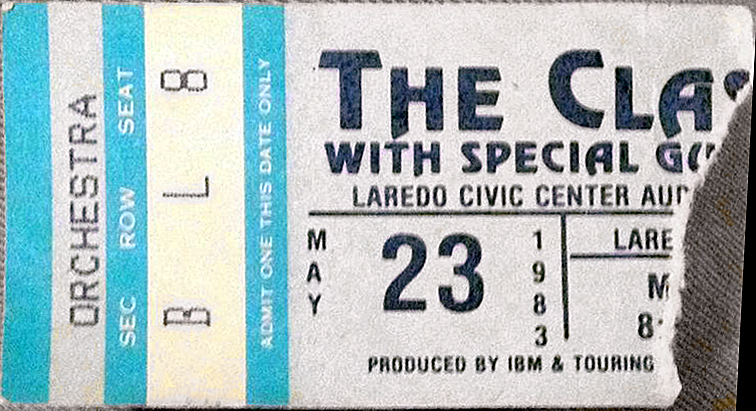 ORCHESTRA
SEC ROW SEAT
B L 8
ADMIT ONE THIS DATE ONLY
THE CLA
WITH SPECIAL
LAREDO CIVIC CENTER
MAY 23 1983
LARE
M
8
PRODUCED BY IBM & TOURING